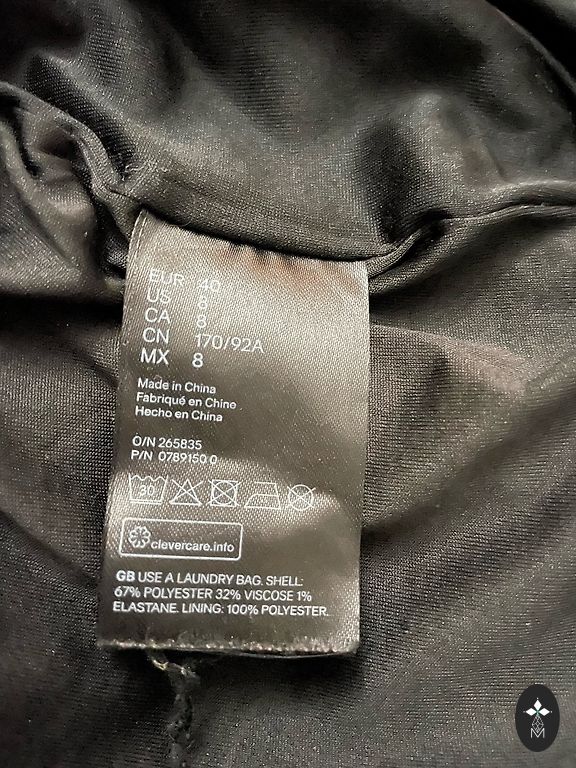 EUR 40
US 8
CA 8
CN 170/92A
MX 8
Made in China
Fabriqué en Chine
Hecho en China
O/N 265835
P/N 0789150 0
30
clevercare.info
GB USE A LAUNDRY BAG. SHELL:
67% POLYESTER 32% VISCOSE 1%
ELASTANE. LINING: 100% POLYESTER.
M